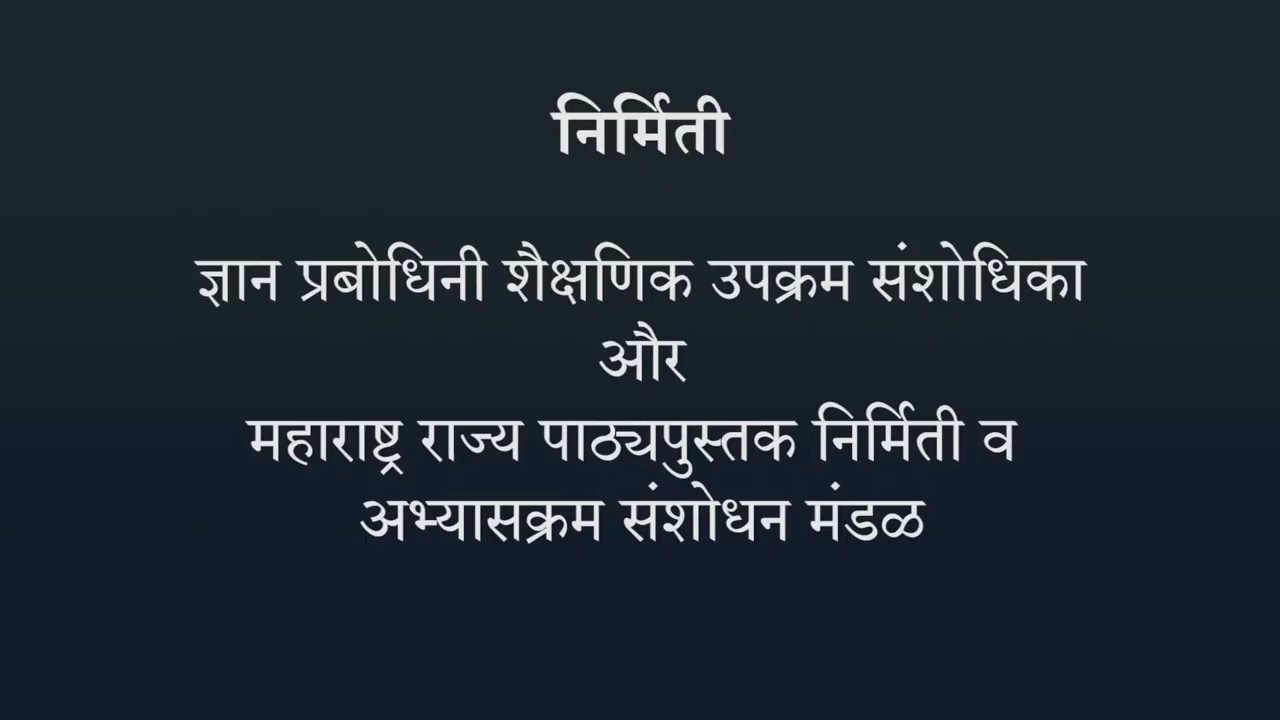 निर्मिती
ज्ञान प्रबोधिनी शैक्षणिक उपक्रम संशोधिका
और
महाराष्ट्र राज्य पाठ्यपुस्तक निर्मिती व
अभ्यासक्रम संशोधन मंडळ